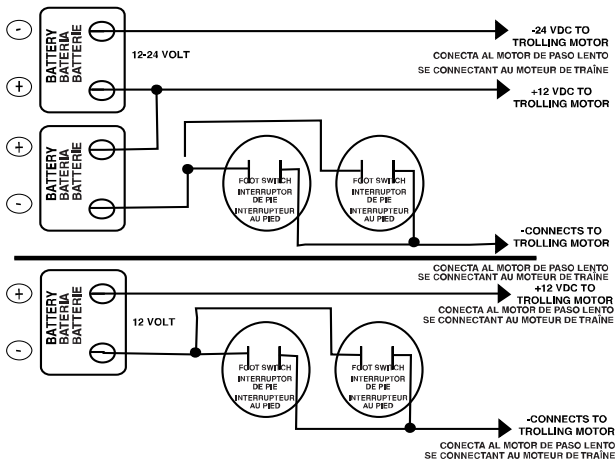 -
BATTERY
BATERIA
BATTERIE
+
12-24 VOLT
-24 VDC TO
TROLLING MOTOR
CONECTA AL MOTOR DE PASO LENTO
SE CONNECTANT AU MOTEUR DE TRAÎNE
+12 VDC TO
TROLLING MOTOR
+
BATTERY
BATERIA
BATTERIE
-
FOOT SWITCH
INTERRUPTOR
DE PIE
INTERRUPTEUR
AU PIED
FOOT SWITCH
INTERRUPTOR
DE PIE
INTERRUPTEUR
AU PIED
-CONNECTS TO
TROLLING MOTOR
CONECTA AL MOTOR DE PASO LENTO
SE CONNECTANT AU MOTEUR DE TRAÎNE
+
BATTERY
BATERIA
BATTERIE
-
12 VOLT
+12 VDC TO
TROLLING MOTOR
CONECTA AL MOTOR DE PASO LENTO
SE CONNECTANT AU MOTEUR DE TRAÎNE
FOOT SWITCH
INTERRUPTOR
DE PIE
INTERRUPTEUR
AU PIED
FOOT SWITCH
INTERRUPTOR
DE PIE
INTERRUPTEUR
AU PIED
-CONNECTS TO
TROLLING MOTOR
CONECTA AL MOTOR DE PASO LENTO
SE CONNECTANT AU MOTEUR DE TRAÎNE